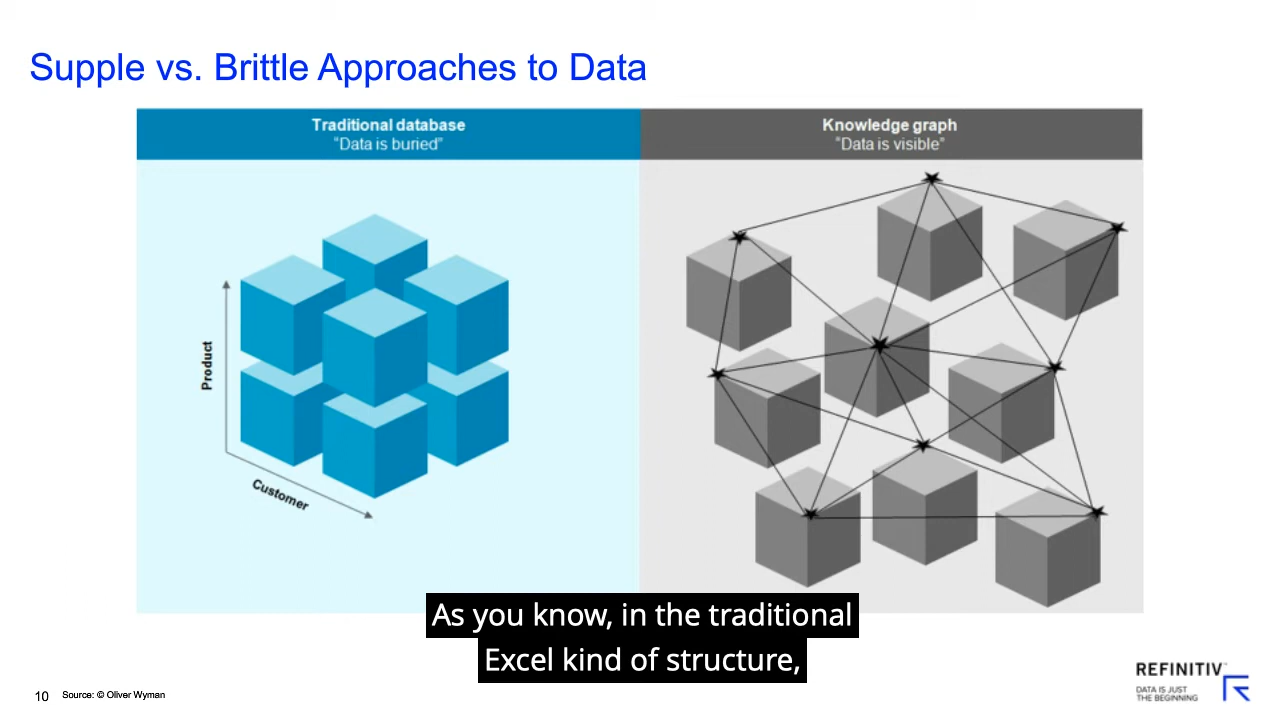 Supple vs. Brittle Approaches to Data
Traditional database
"Data is buried"
Knowledge graph
"Data is visible"
Product
Customer
As you know, in the traditional
Excel kind of structure,
10 Source: © Oliver Wyman
REFINITIV™
DATA IS JUST
THE BEGINNING